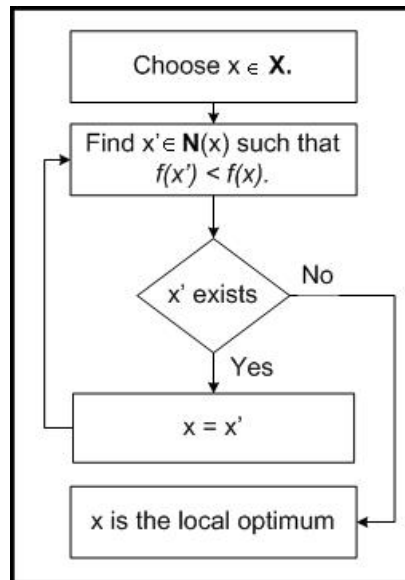 Choose x ∈ X.
Find x' ∈ N(x) such that
f(x') < f(x).
x' exists
No
Yes
x = x'
x is the local optimum